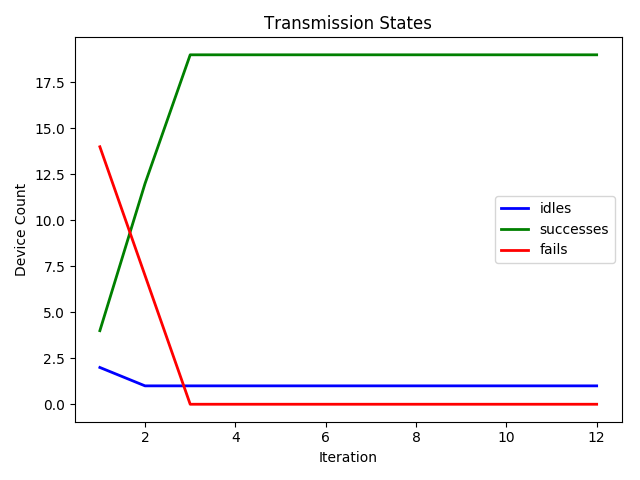 Transmission States
Device Count
17.5
15.0
12.5
10.0
7.5
5.0
2.5
0.0
idles
successes
fails
2
4
6
8
10
12
Iteration